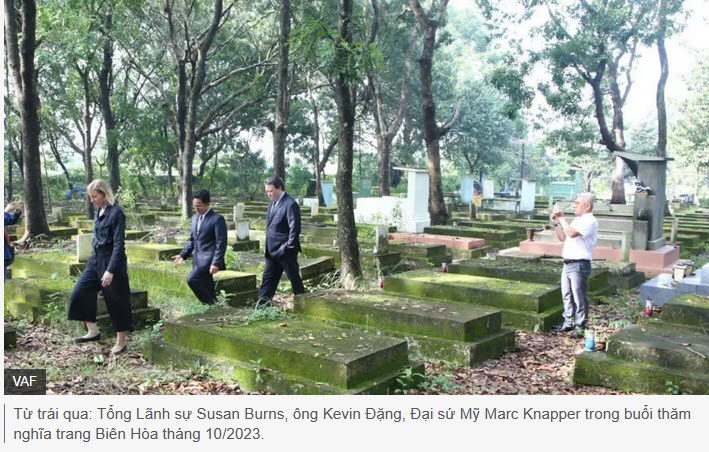 VAF
Từ trái qua: Tổng Lãnh sự Susan Burns, ông Kevin Đặng, Đại sứ Mỹ Marc Knapper trong buổi thăm
nghĩa trang Biên Hòa tháng 10/2023.